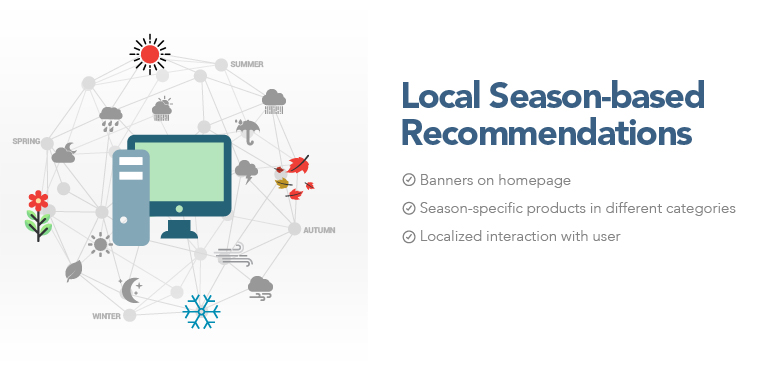 SUMMER
SPRING
AUTUMN
WINTER
Local Season-based
Recommendations
Banners on homepage
Season-specific products in different categories
Localized interaction with user